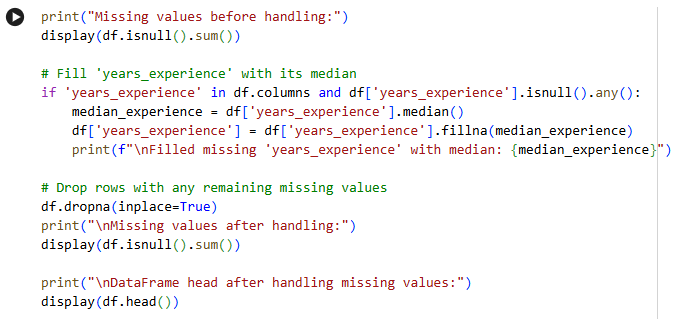 print("Missing values before handling:")
display(df.isnull().sum())

# Fill 'years_experience' with its median
if 'years_experience' in df.columns and df['years_experience'].isnull().any():
    median_experience = df['years_experience'].median()
    df['years_experience'] = df['years_experience'].fillna(median_experience)
    print(f"\nFilled missing 'years_experience' with median: {median_experience}")

# Drop rows with any remaining missing values
df.dropna(inplace=True)
print("\nMissing values after handling:")
display(df.isnull().sum())

print("\nDataFrame head after handling missing values:")
display(df.head())